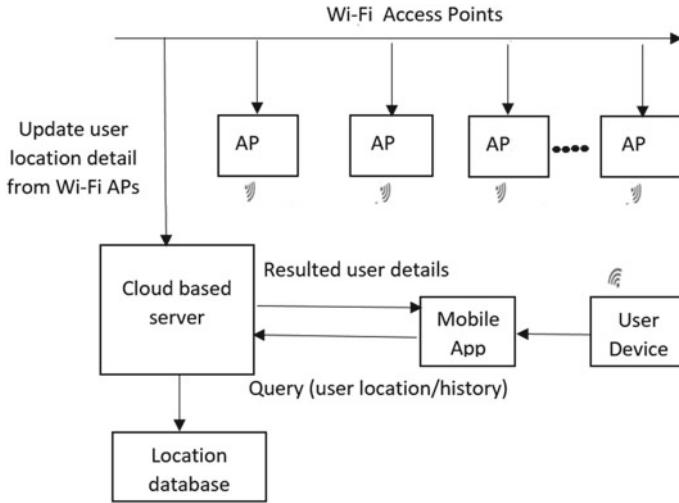 Wi-Fi Access Points
Update user
location detail
from Wi-Fi APs
AP
AP
AP
AP
Cloud based
server
Resulted user details
Mobile
App
User
Device
Query (user location/history)
Location
database